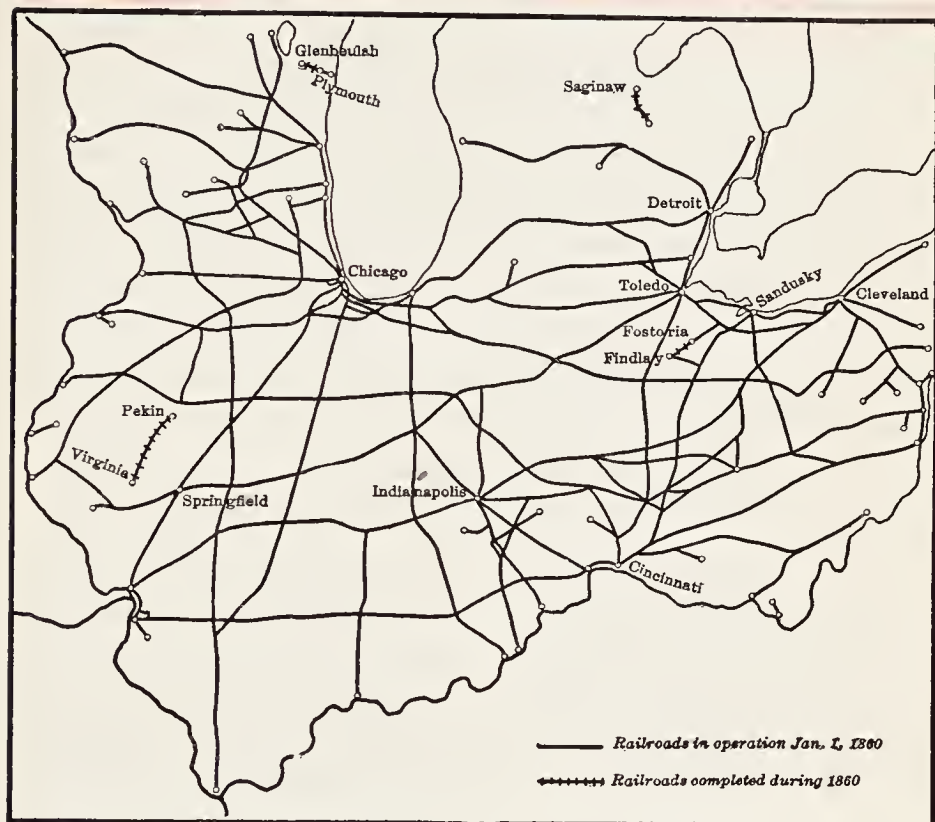 Glenbeulah
Plymouth
Saginaw
Detroit
Chicago
Toledo
Sandusky
Cleveland
Fostoria
Findlay
Pekin
Virginia
Springfield
Indianapolis
Cincinnati
Railroads in operation Jan. 1, 1860
Railroads completed during 1860